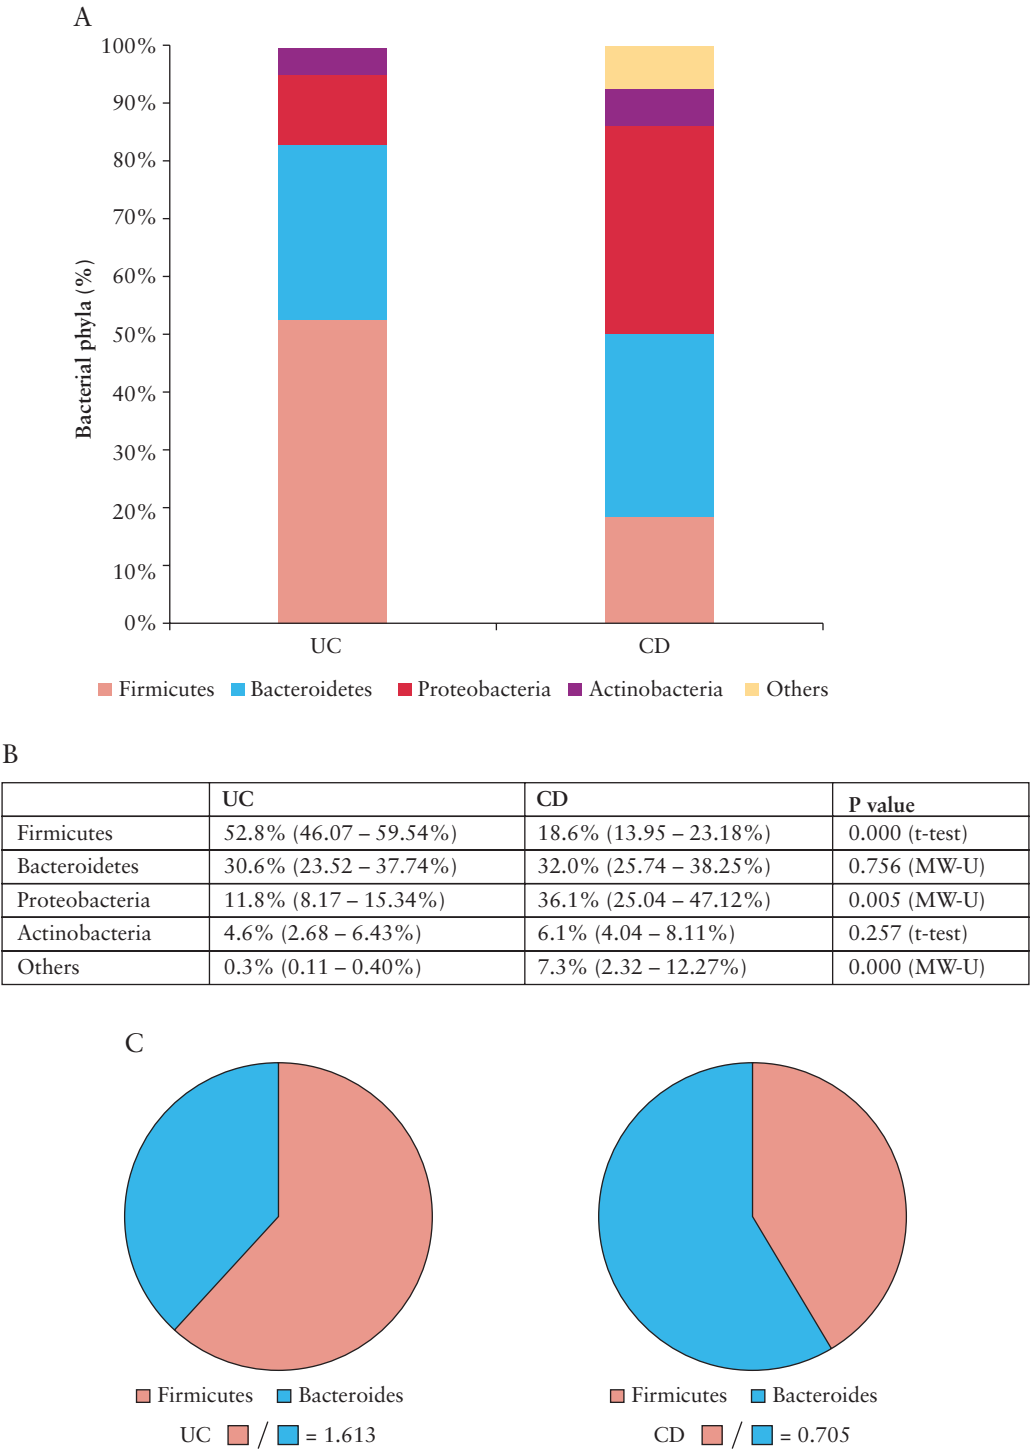 A
100%
90%
80%
70%
60%
50%
40%
30%
20%
10%
0%
Bacterial phyla (%)
UC CD
Firmicutes Bacteroidetes Proteobacteria Actinobacteria Others
B
UC CD P value
Firmicutes 52.8% (46.07 – 59.54%) 18.6% (13.95 – 23.18%) 0.000 (t-test)
Bacteroidetes 30.6% (23.52 – 37.74%) 32.0% (25.74 – 38.25%) 0.756 (MW-U)
Proteobacteria 11.8% (8.17 – 15.34%) 36.1% (25.04 – 47.12%) 0.005 (MW-U)
Actinobacteria 4.6% (2.68 – 6.43%) 6.1% (4.04 – 8.11%) 0.257 (t-test)
Others 0.3% (0.11 – 0.40%) 7.3% (2.32 – 12.27%) 0.000 (MW-U)
C
Firmicutes Bacteroides Firmicutes Bacteroides
UC / = 1.613 CD / = 0.705